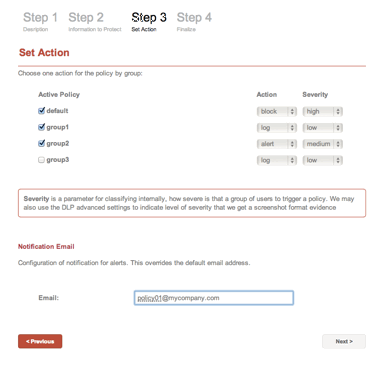 Step 1 Step 2 Step 3 Step 4
Description Information to Protect Set Action Finalize
Set Action
Choose one action for the policy by group:
Active Policy Action Severity
default block high
group1 log low
group2 alert medium
group3 log low
Severity is a parameter for classifying internally, how severe is that a group of users to trigger a policy. We may
also use the DLP advanced settings to indicate level of severity that we get a screenshot format evidence
Notification Email
Configuration of notification for alerts. This overrides the default email address.
Email: policy01@mycompany.com
< Previous Next >